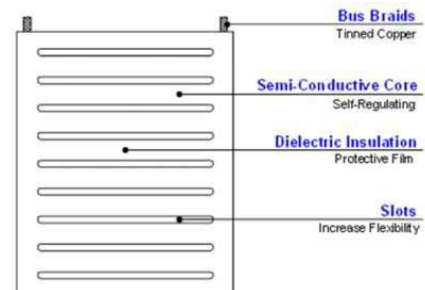 Bus Braids
Tinned Copper
Semi-Conductive Core
Self-Regulating
Dielectric Insulation
Protective Film
Slots
Increase Flexibility